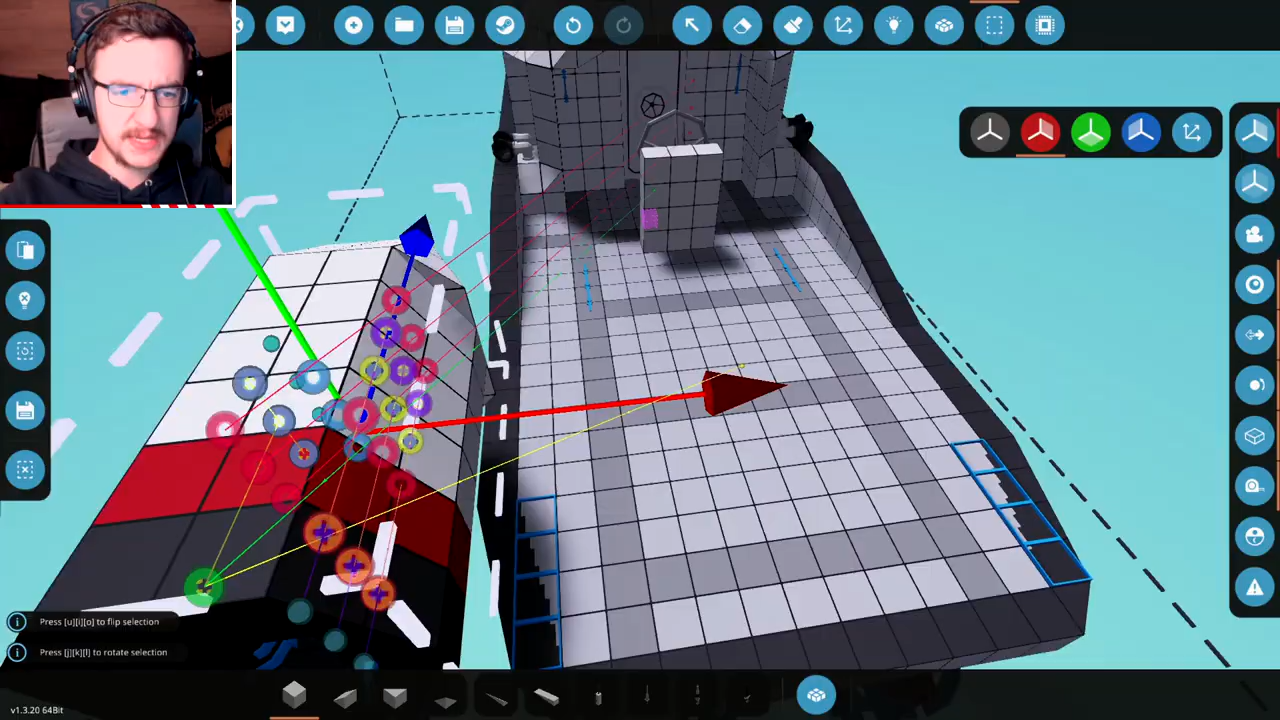 Press [u][i][o] to flip selection
Press [j][k][l] to rotate selection
v1.3.20 64Bit